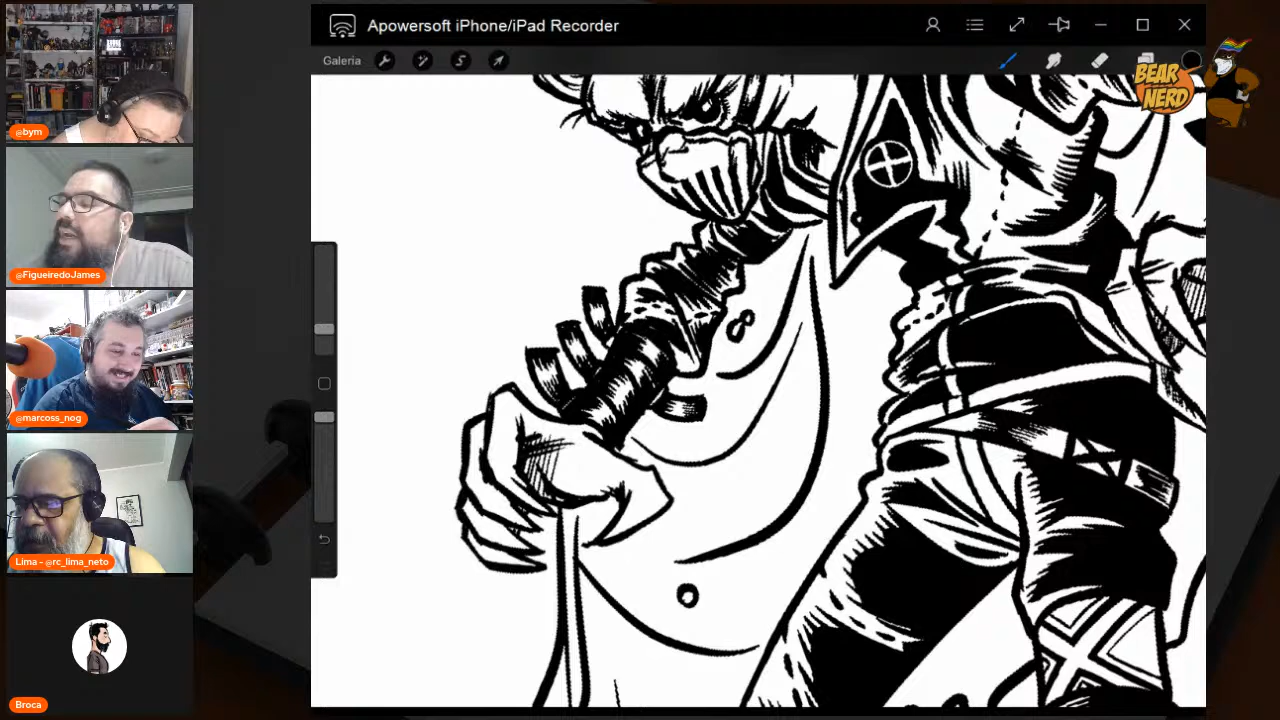 Apowersoft iPhone/iPad Recorder
Galeria
BEAR
NERD
@bym
@FigueiredoJames
@marcoss_nog
Lima - @rc_lima_neto
Broca